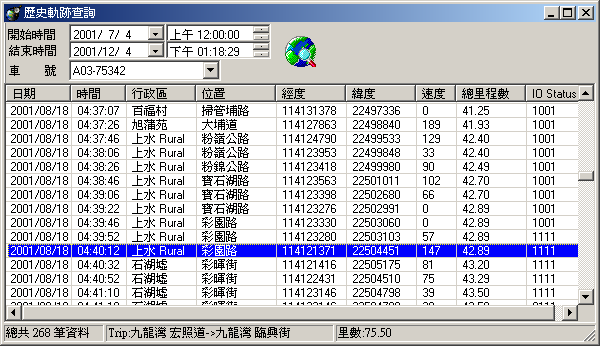 歷史軌跡查詢
開始時間 2001/ 7/ 4 上午 12:00:00
結束時間 2001/12/ 4 下午 01:18:29
車 號 A03-75342
日期 時間 行政區 位置 經度 緯度 速度 總里程數 IO Status
2001/08/18 04:37:07 百福村 掃管埔路 114131378 22497336 0 41.25 1001
2001/08/18 04:37:26 旭蒲苑 大埔道 114127863 22498840 189 41.93 1001
2001/08/18 04:37:46 上水 Rural 粉嶺公路 114124790 22499533 129 42.40 1001
2001/08/18 04:38:06 上水 Rural 粉嶺公路 114123953 22499848 33 42.40 1001
2001/08/18 04:38:26 上水 Rural 粉錦公路 114123418 22499980 90 42.49 1001
2001/08/18 04:38:46 上水 Rural 寶石湖路 114123563 22501011 102 42.70 1001
2001/08/18 04:39:06 上水 Rural 寶石湖路 114123398 22502680 66 42.70 1001
2001/08/18 04:39:22 上水 Rural 寶石湖路 114123276 22502991 0 42.89 1001
2001/08/18 04:39:46 上水 Rural 彩園路 114123330 22503060 0 42.89 1001
2001/08/18 04:39:52 上水 Rural 彩園路 114123280 22503103 57 42.89 1111
2001/08/18 04:40:12 上水 Rural 彩園路 114121371 22504451 147 42.89 1111
2001/08/18 04:40:32 石湖墟 彩暉街 114121416 22505175 81 43.20 1111
2001/08/18 04:40:52 石湖墟 彩暉街 114122431 22504510 75 43.29 1111
2001/08/18 04:41:10 石湖墟 彩暉街 114123146 22504798 39 43.50 1111
總共 268 筆資料 Trip:九龍灣 宏照道->九龍灣 臨興街 里數:75.50